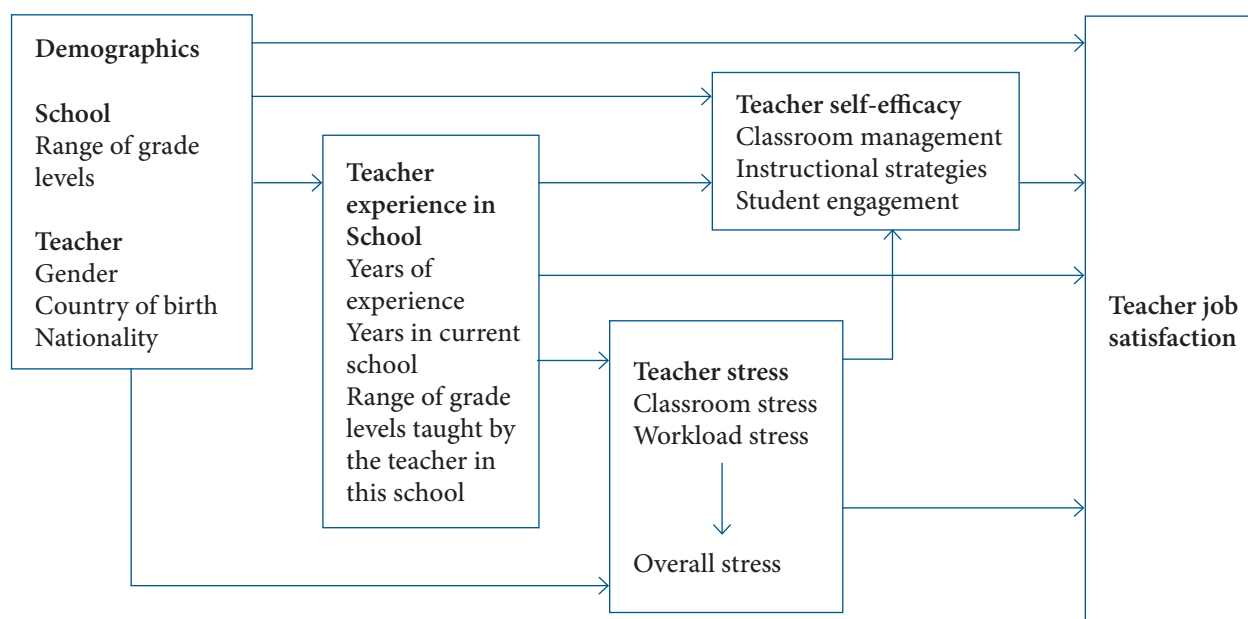 Demographics
School
Range of grade
levels
Teacher
Gender
Country of birth
Nationality
Teacher
experience in
School
Years of
experience
Years in current
school
Range of grade
levels taught by
the teacher in
this school
Teacher self-efficacy
Classroom management
Instructional strategies
Student engagement
Teacher stress
Classroom stress
Workload stress
Overall stress
Teacher job
satisfaction